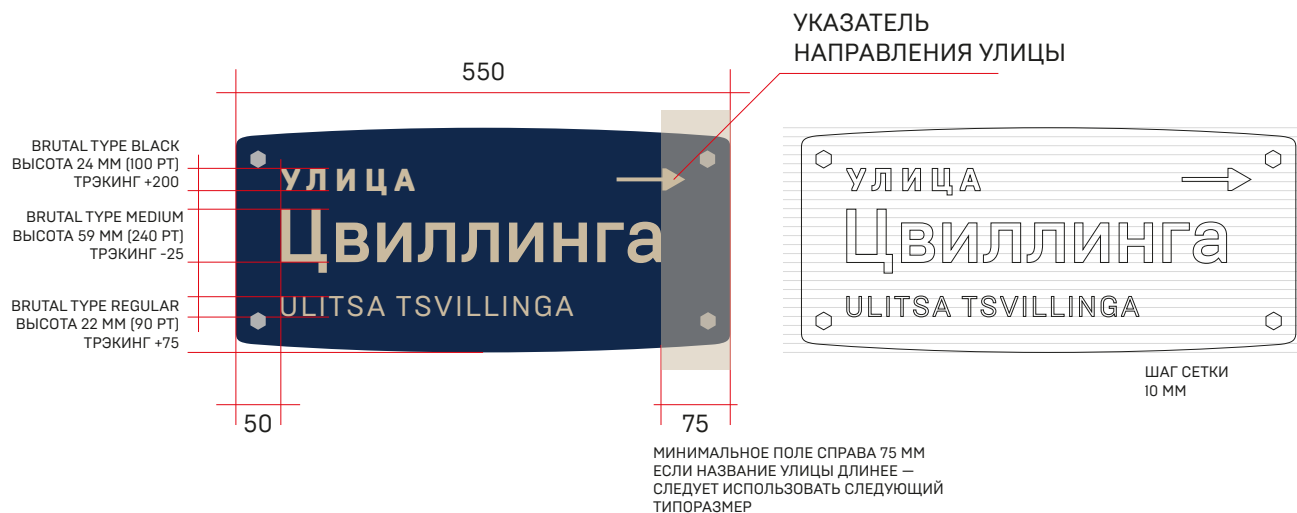 УКАЗАТЕЛЬ
НАПРАВЛЕНИЯ УЛИЦЫ
550
BRUTAL TYPE BLACK
ВЫСОТА 24 ММ (100 PT)
ТРЭКИНГ +200
BRUTAL TYPE MEDIUM
ВЫСОТА 59 ММ (240 PT)
ТРЭКИНГ -25
BRUTAL TYPE REGULAR
ВЫСОТА 22 ММ (90 PT)
ТРЭКИНГ +75
УЛИЦА
Цвиллинга
ULITSA TSVILLINGA
УЛИЦА
Цвиллинга
ULITSA TSVILLINGA
ШАГ СЕТКИ
10 ММ
50
75
МИНИМАЛЬНОЕ ПОЛЕ СПРАВА 75 ММ
ЕСЛИ НАЗВАНИЕ УЛИЦЫ ДЛИНЕЕ —
СЛЕДУЕТ ИСПОЛЬЗОВАТЬ СЛЕДУЮЩИЙ
ТИПОРАЗМЕР